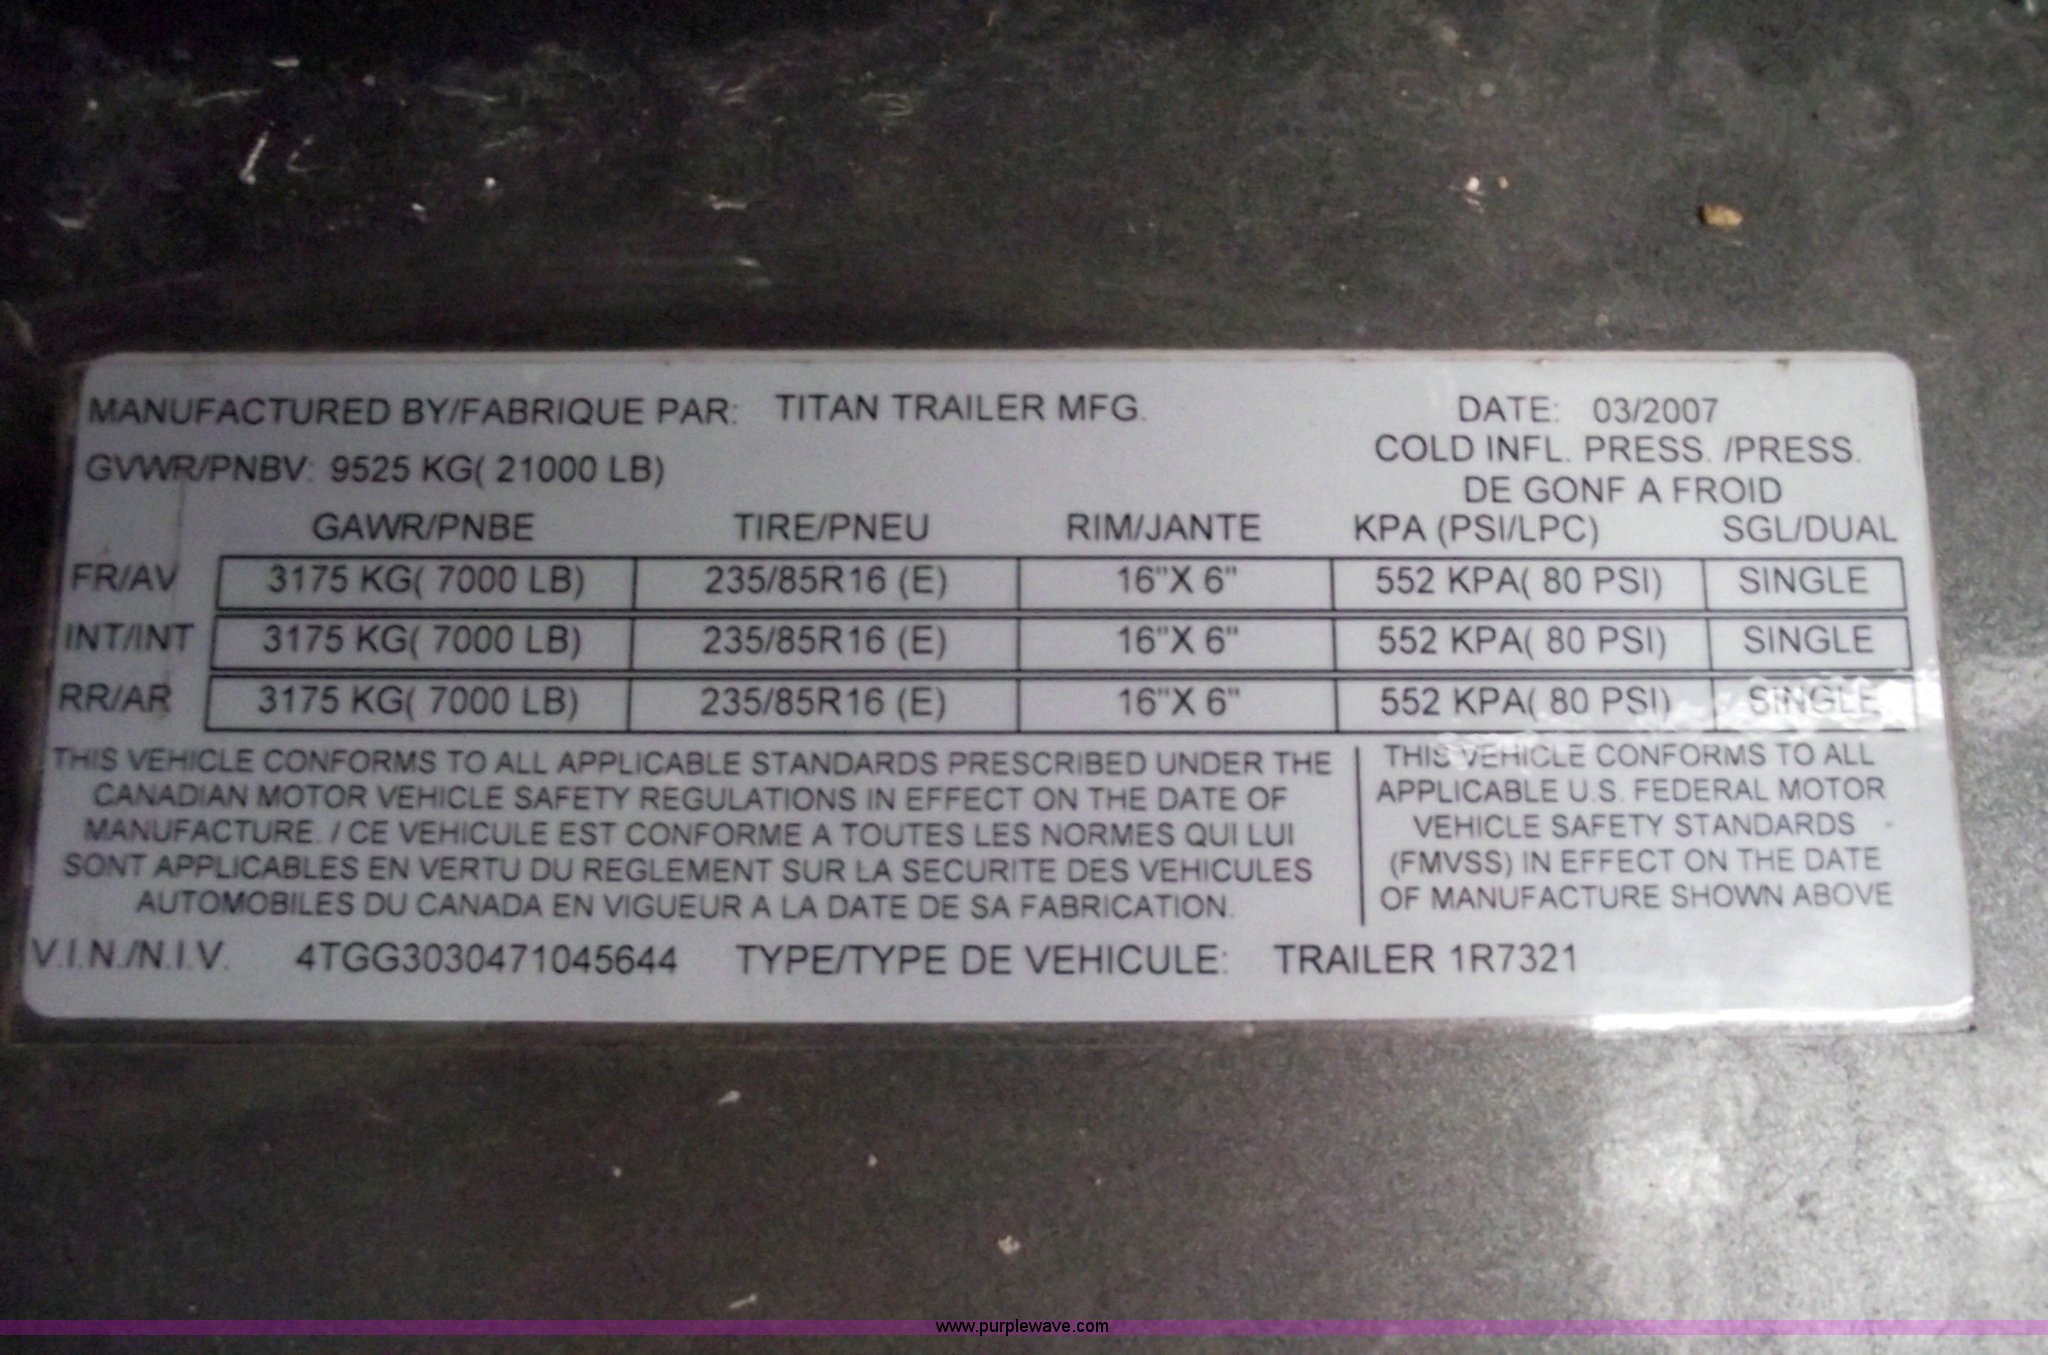 MANUFACTURED BY/FABRIQUE PAR: TITAN TRAILER MFG. DATE: 03/2007
COLD INFL. PRESS. /PRESS.
GVWR/PNBV: 9525 KG( 21000 LB) DE GONF A FROID
GAWR/PNBE TIRE/PNEU RIM/JANTE KPA (PSI/LPC) SGL/DUAL
FR/AV 3175 KG( 7000 LB) 235/85R16 (E) 16"X 6" 552 KPA( 80 PSI) SINGLE
INT/INT 3175 KG( 7000 LB) 235/85R16 (E) 16"X 6" 552 KPA( 80 PSI) SINGLE
RR/AR 3175 KG( 7000 LB) 235/85R16 (E) 16"X 6" 552 KPA( 80 PSI) SINGLE
THIS VEHICLE CONFORMS TO ALL APPLICABLE STANDARDS PRESCRIBED UNDER THE
CANADIAN MOTOR VEHICLE SAFETY REGULATIONS IN EFFECT ON THE DATE OF
MANUFACTURE. / CE VEHICULE EST CONFORME A TOUTES LES NORMES QUI LUI
SONT APPLICABLES EN VERTU DU REGLEMENT SUR LA SECURITE DES VEHICULES
AUTOMOBILES DU CANADA EN VIGUEUR A LA DATE DE SA FABRICATION.
THIS VEHICLE CONFORMS TO ALL
APPLICABLE U.S. FEDERAL MOTOR
VEHICLE SAFETY STANDARDS
(FMVSS) IN EFFECT ON THE DATE
OF MANUFACTURE SHOWN ABOVE
V.I.N./N.I.V. 4TGG3030471045644 TYPE/TYPE DE VEHICULE: TRAILER 1R7321
www.purplewave.com